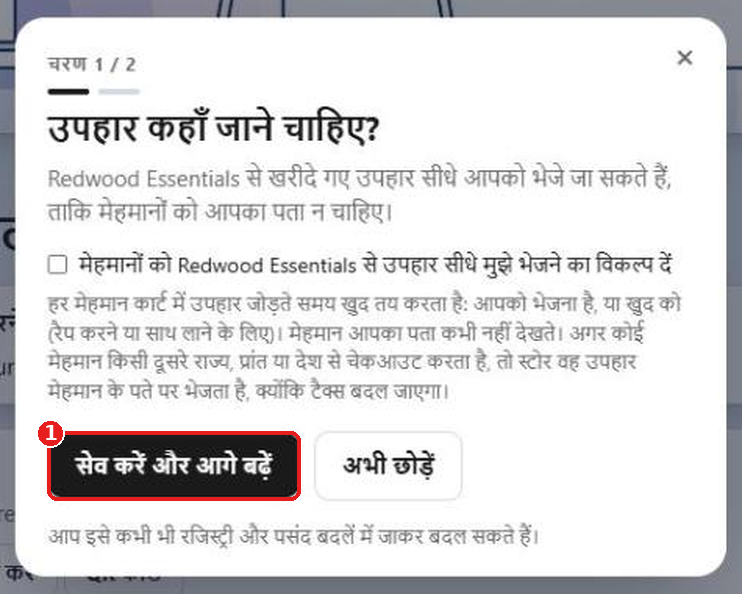 चरण 1 / 2
×
उपहार कहाँ जाने चाहिए?
Redwood Essentials से खरीदे गए उपहार सीधे आपको भेजे जा सकते हैं,
ताकि मेहमानों को आपका पता न चाहिए।
मेहमानों को Redwood Essentials से उपहार सीधे मुझे भेजने का विकल्प दें
हर मेहमान कार्ट में उपहार जोड़ते समय खुद तय करता है: आपको भेजना है, या खुद को
(रैप करने या साथ लाने के लिए)। मेहमान आपका पता कभी नहीं देखते। अगर कोई
मेहमान किसी दूसरे राज्य, प्रांत या देश से चेकआउट करता है, तो स्टोर वह उपहार
मेहमान के पते पर भेजता है, क्योंकि टैक्स बदल जाएगा।
1
सेव करें और आगे बढ़ें
अभी छोड़ें
आप इसे कभी भी रजिस्ट्री और पसंद बदलें में जाकर बदल सकते हैं।